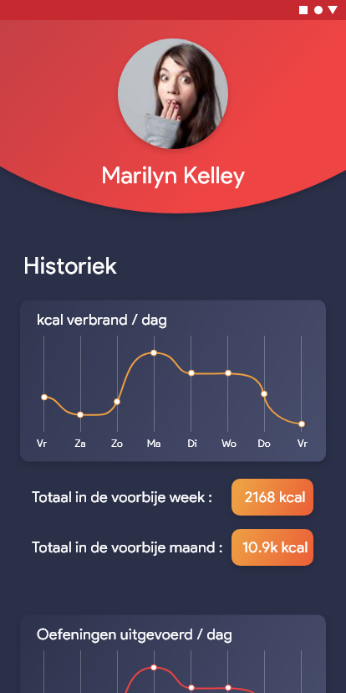 Marilyn Kelley
Historiek
kcal verbrand / dag
Vr Za Zo Ma Di Wo Do Vr
Totaal in de voorbije week : 2168 kcal
Totaal in de voorbije maand : 10.9k kcal
Oefeningen uitgevoerd / dag